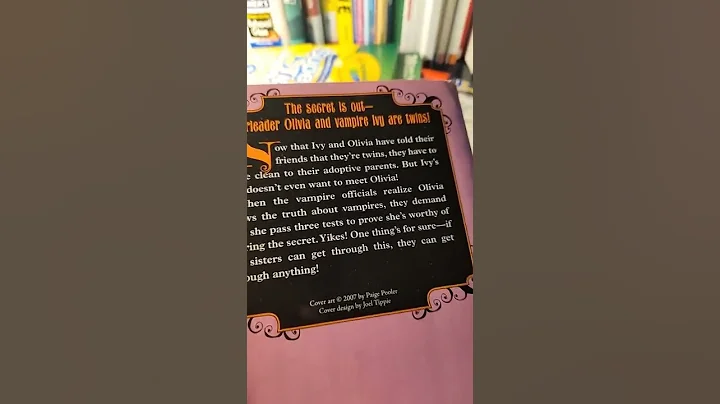 The secret is out—
rleader Olivia and vampire Ivy are twins!
Now that Ivy and Olivia have told their
friends that they're twins, they have to
e clean to their adoptive parents. But Ivy's
doesn't even want to meet Olivia!
hen the vampire officials realize Olivia
ws the truth about vampires, they demand
she pass three tests to prove she's worthy of
ring the secret. Yikes! One thing's for sure—if
sisters can get through this, they can get
ough anything!
Cover art © 2007 by Paige Pooler
Cover design by Joel Tippie